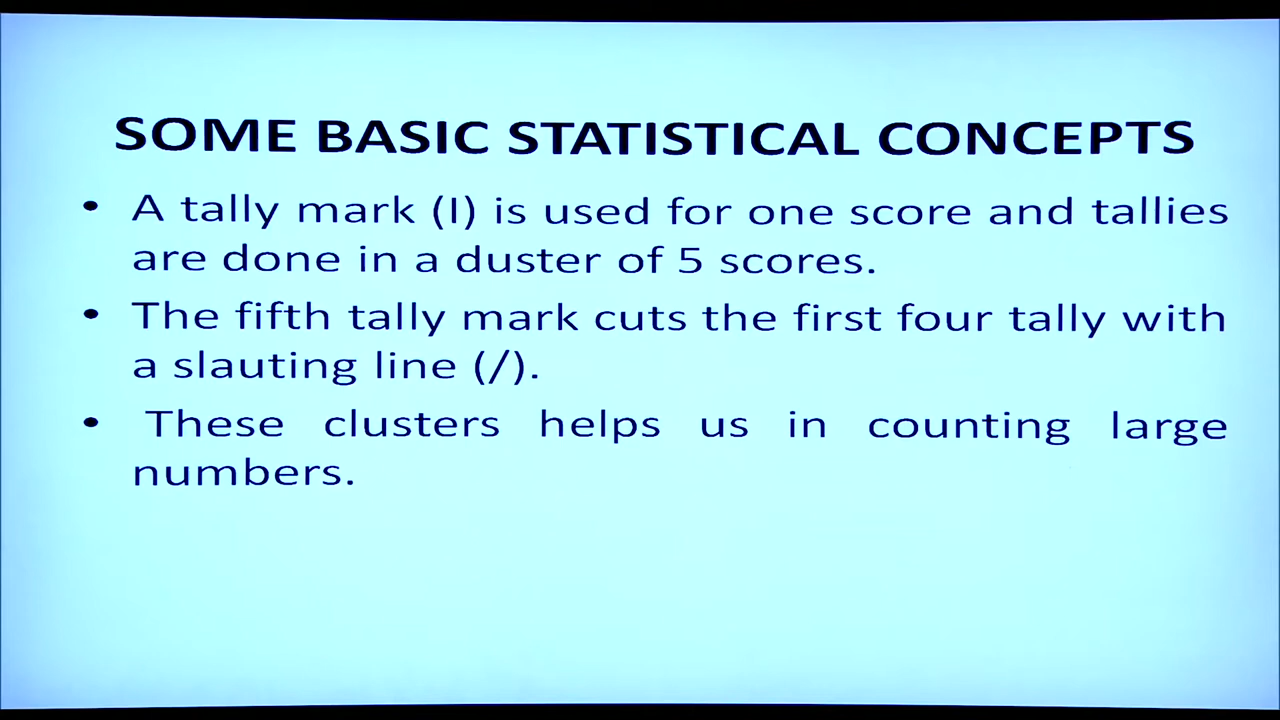 SOME BASIC STATISTICAL CONCEPTS
• A tally mark (I) is used for one score and tallies
are done in a duster of 5 scores.
• The fifth tally mark cuts the first four tally with
a slauting line (/).
• These clusters helps us in counting large
numbers.